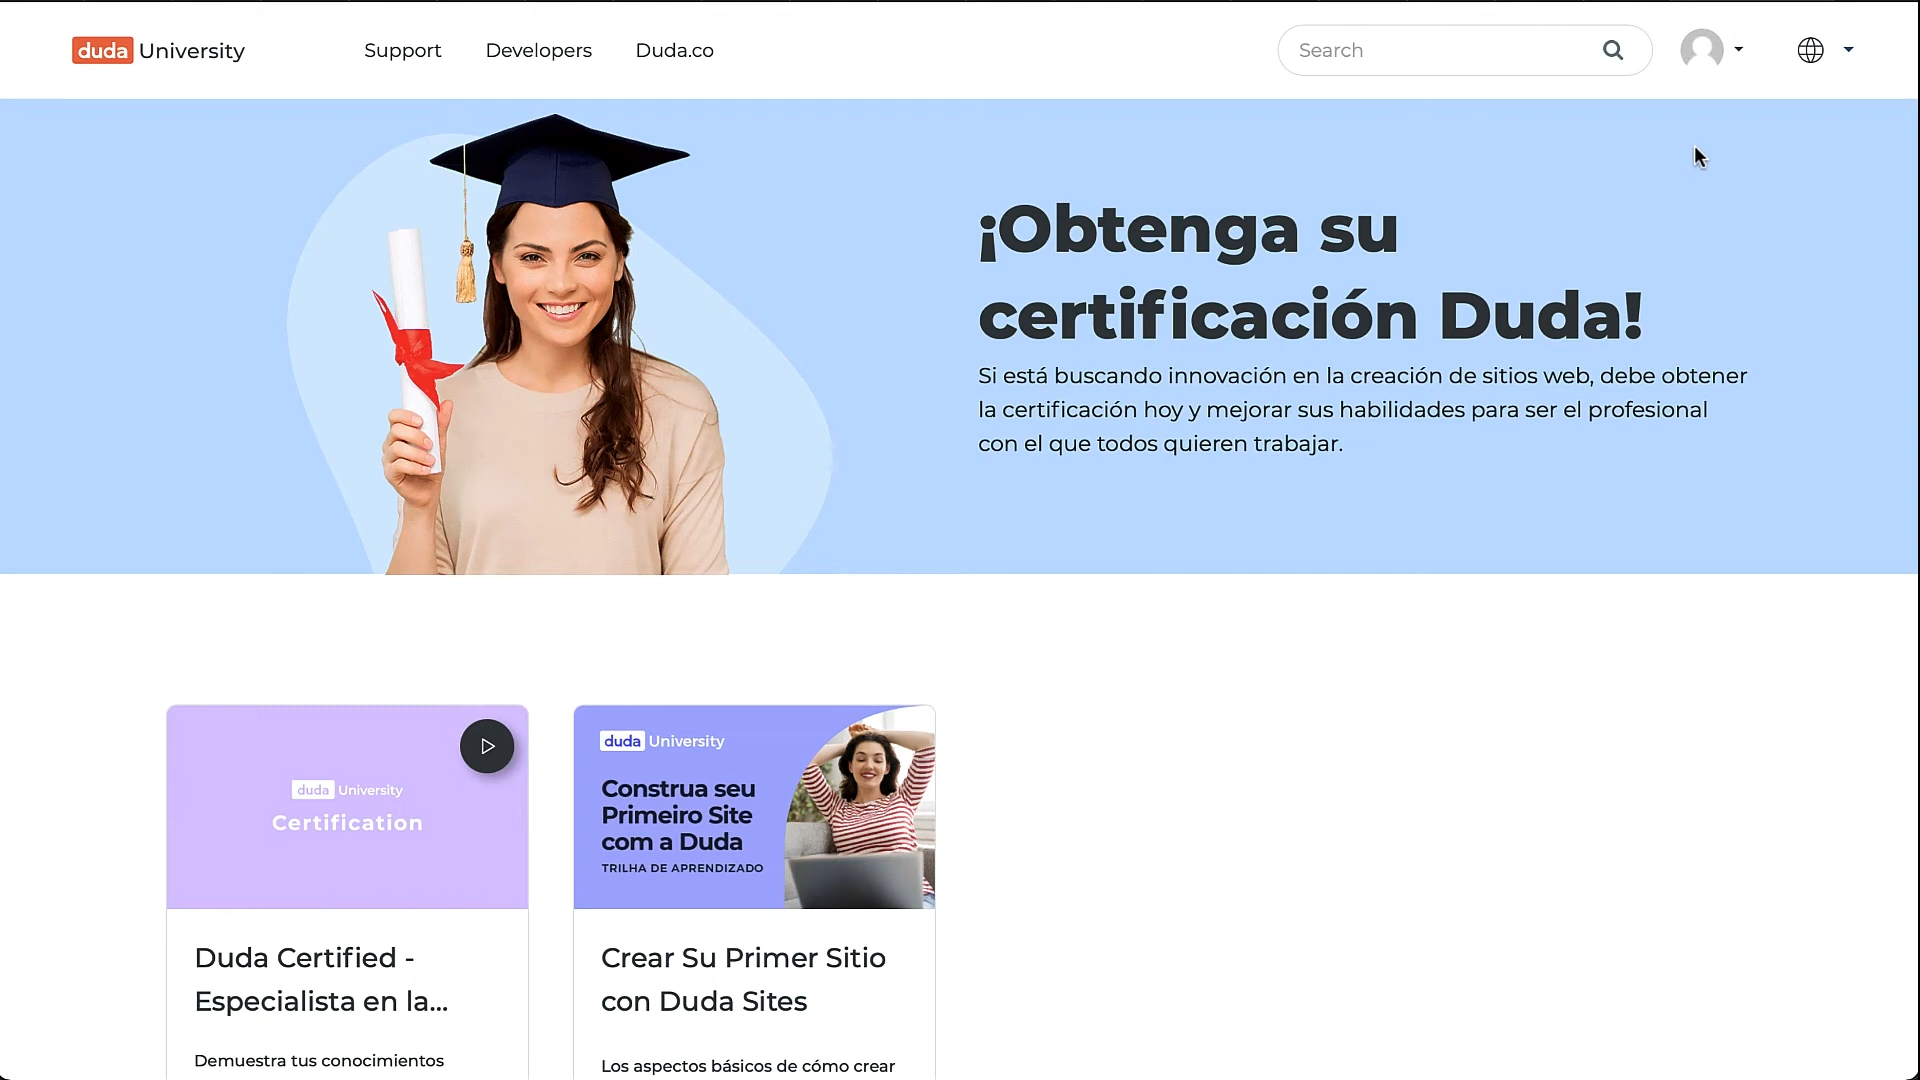 duda University
Support
Developers
Duda.co
Search
¡Obtenga su
certificación Duda!
Si está buscando innovación en la creación de sitios web, debe obtener
la certificación hoy y mejorar sus habilidades para ser el profesional
con el que todos quieren trabajar.
duda University
Certification
Duda Certified -
Especialista en la...
Demuestra tus conocimientos
duda University
Construa seu
Primeiro Site
com a Duda
TRILHA DE APRENDIZADO
Crear Su Primer Sitio
con Duda Sites
Los aspectos básicos de cómo crear